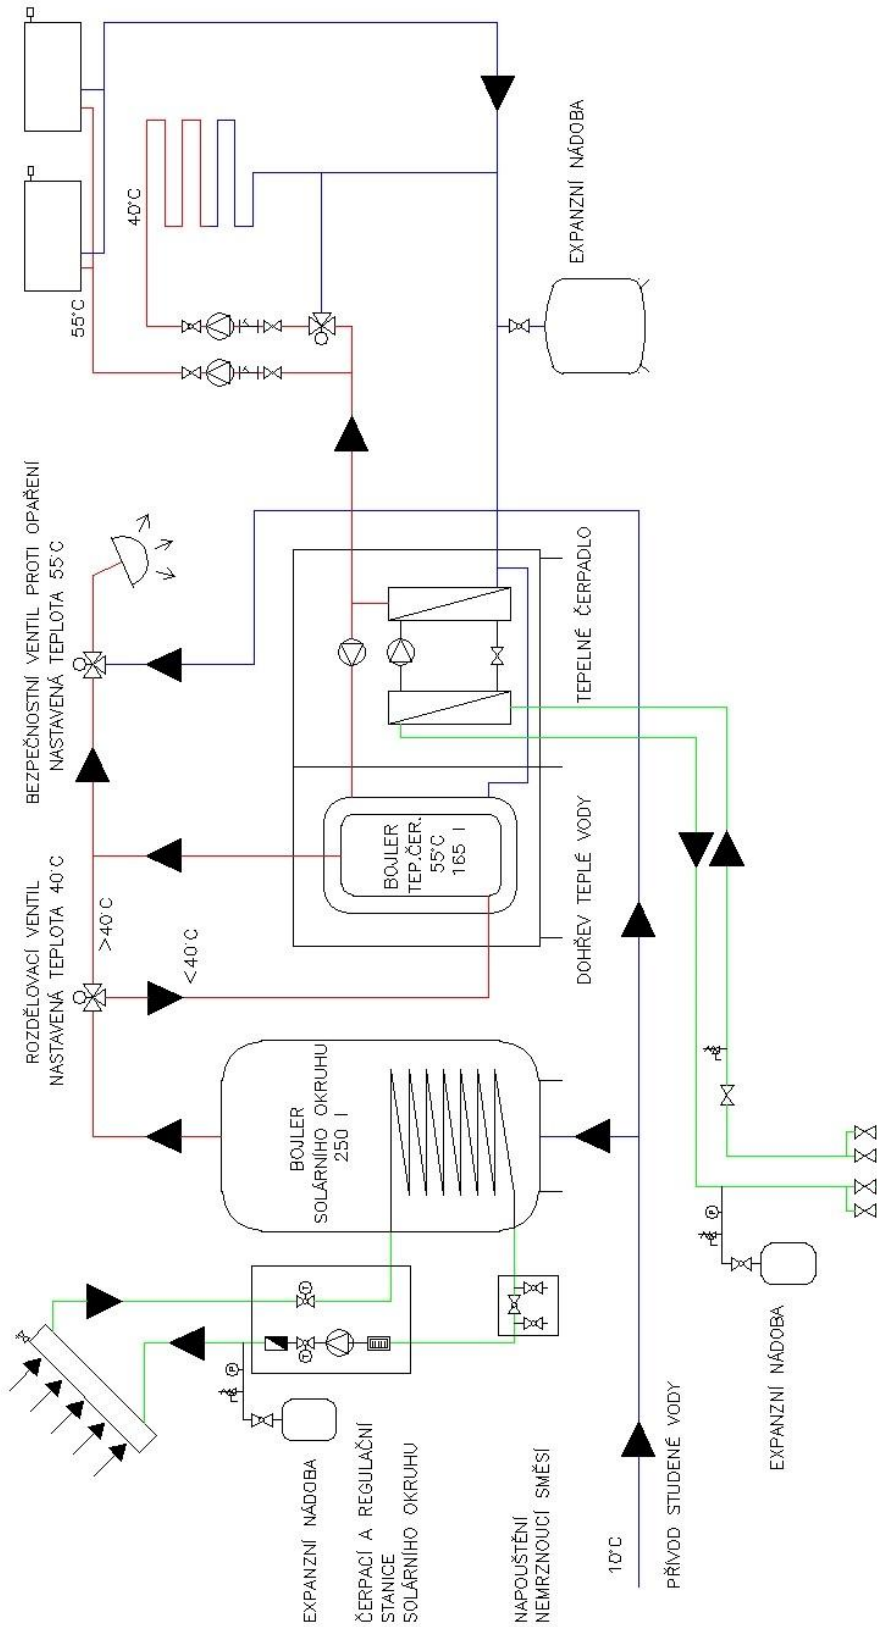 ROZDĚLOVACÍ VENTIL
NASTAVENÁ TEPLOTA 40°C
BEZPEČNOSTNÍ VENTIL PROTI OPAŘENÍ
NASTAVENÁ TEPLOTA 55°C
>40°C
<40°C
55°C
40°C
BOJLER
SOLÁRNÍHO OKRUHU
250 l
BOJLER
TEP.ČER.
55°C
165 l
T
T
P
EXPANZNÍ NÁDOBA
ČERPACÍ A REGULAČNÍ
STANICE
SOLÁRNÍHO OKRUHU
NAPOUŠTĚNÍ
NEMRZNOUCÍ SMĚSÍ
DOHŘEV TEPLÉ VODY
TEPELNÉ ČERPADLO
EXPANZNÍ NÁDOBA
10°C
PŘÍVOD STUDENÉ VODY
P
EXPANZNÍ NÁDOBA